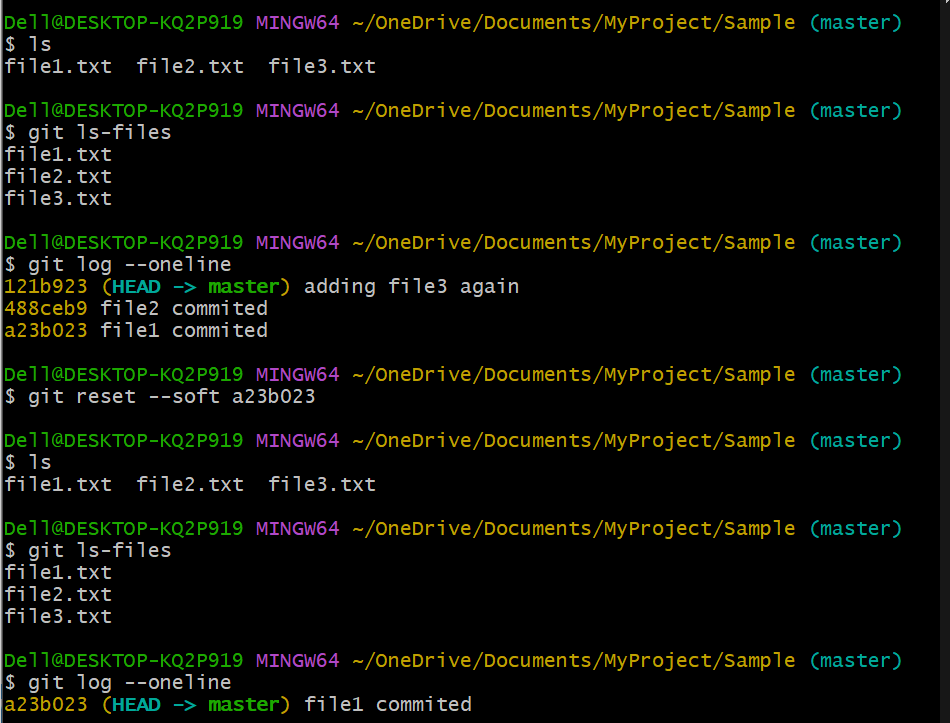 Dell@DESKTOP-KQ2P919 MINGW64 ~/OneDrive/Documents/MyProject/Sample (master)
$ ls
file1.txt  file2.txt  file3.txt
Dell@DESKTOP-KQ2P919 MINGW64 ~/OneDrive/Documents/MyProject/Sample (master)
$ git ls-files
file1.txt
file2.txt
file3.txt
Dell@DESKTOP-KQ2P919 MINGW64 ~/OneDrive/Documents/MyProject/Sample (master)
$ git log --oneline
121b923 (HEAD -> master) adding file3 again
488ceb9 file2 commited
a23b023 file1 commited
Dell@DESKTOP-KQ2P919 MINGW64 ~/OneDrive/Documents/MyProject/Sample (master)
$ git reset --soft a23b023
Dell@DESKTOP-KQ2P919 MINGW64 ~/OneDrive/Documents/MyProject/Sample (master)
$ ls
file1.txt  file2.txt  file3.txt
Dell@DESKTOP-KQ2P919 MINGW64 ~/OneDrive/Documents/MyProject/Sample (master)
$ git ls-files
file1.txt
file2.txt
file3.txt
Dell@DESKTOP-KQ2P919 MINGW64 ~/OneDrive/Documents/MyProject/Sample (master)
$ git log --oneline
a23b023 (HEAD -> master) file1 commited